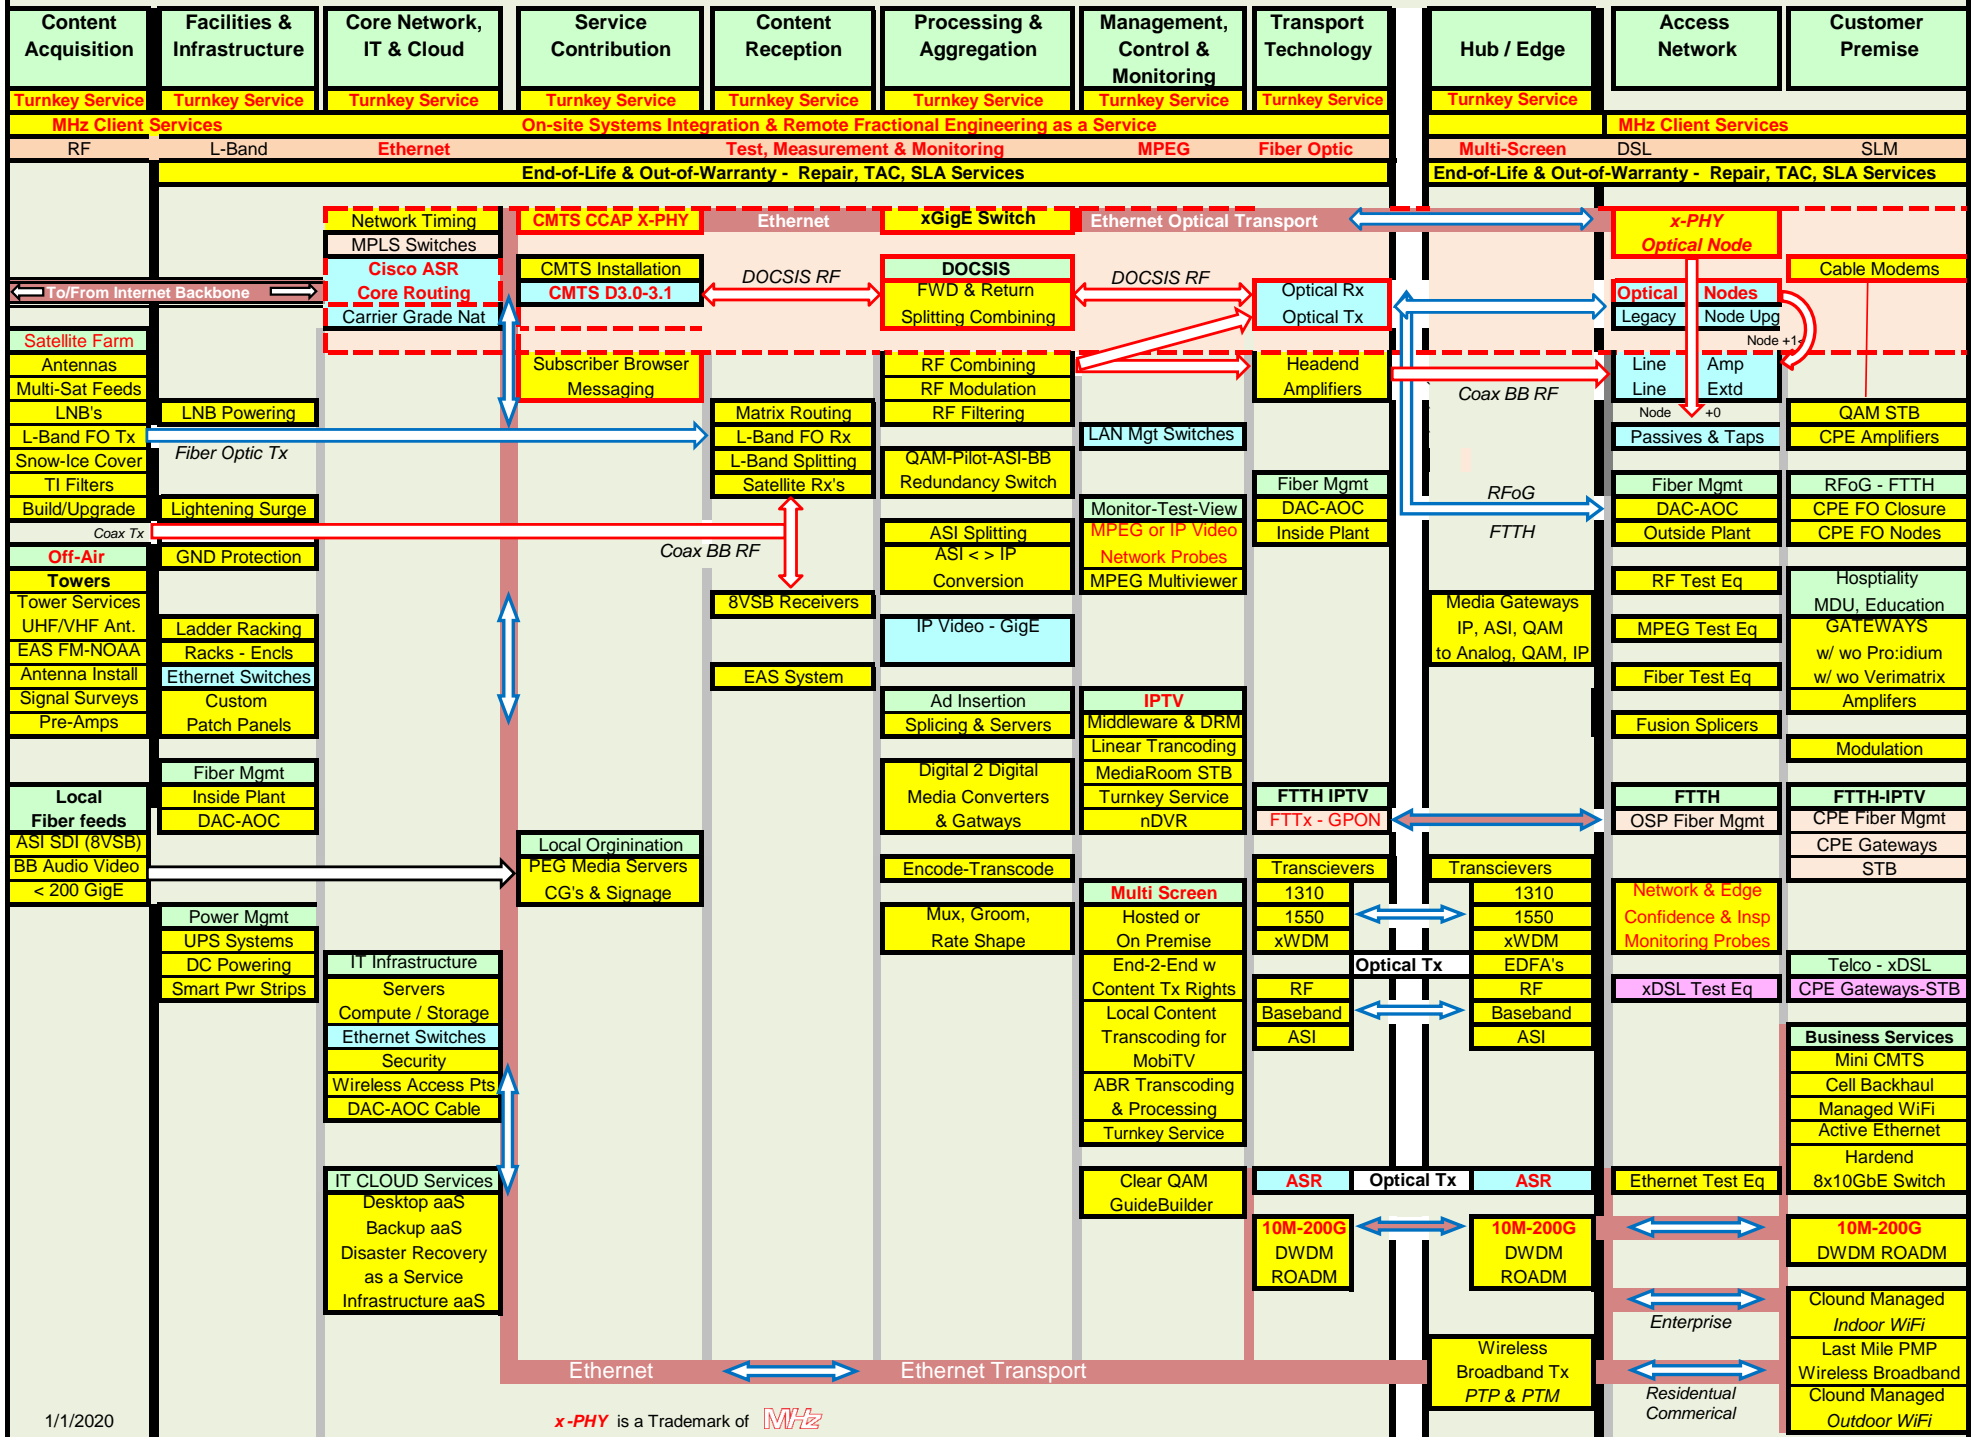 Content
Acquisition
Facilities &
Infrastructure
Core Network,
IT & Cloud
Service
Contribution
Content
Reception
Processing &
Aggregation
Management,
Control &
Monitoring
Transport
Technology
Hub / Edge
Access
Network
Customer
Premise
Turnkey Service
Turnkey Service
Turnkey Service
Turnkey Service
Turnkey Service
Turnkey Service
Turnkey Service
Turnkey Service
Turnkey Service
MHz Client Services
On-site Systems Integration & Remote Fractional Engineering as a Service
MHz Client Services
RF
L-Band
Ethernet
Test, Measurement & Monitoring
MPEG
Fiber Optic
Multi-Screen
DSL
SLM
End-of-Life & Out-of-Warranty - Repair, TAC, SLA Services
End-of-Life & Out-of-Warranty - Repair, TAC, SLA Services
To/From Internet Backbone
Satellite Farm
Antennas
Multi-Sat Feeds
LNB's
L-Band FO Tx
Snow-Ice Cover
TI Filters
Build/Upgrade
Coax Tx
Off-Air
Towers
Tower Services
UHF/VHF Ant.
EAS FM-NOAA
Antenna Install
Signal Surveys
Pre-Amps
Local
Fiber feeds
ASI SDI (8VSB)
BB Audio Video
< 200 GigE
1/1/2020
LNB Powering
Fiber Optic Tx
Lightening Surge
GND Protection
Ladder Racking
Racks - Encls
Ethernet Switches
Custom
Patch Panels
Fiber Mgmt
Inside Plant
DAC-AOC
Power Mgmt
UPS Systems
DC Powering
Smart Pwr Strips
Network Timing
MPLS Switches
Cisco ASR
Core Routing
Carrier Grade Nat
IT Infrastructure
Servers
Compute / Storage
Ethernet Switches
Security
Wireless Access Pts
DAC-AOC Cable
IT CLOUD Services
Desktop aaS
Backup aaS
Disaster Recovery
as a Service
Infrastructure aaS
CMTS CCAP X-PHY
CMTS Installation
CMTS D3.0-3.1
Subscriber Browser
Messaging
Local Orginination
PEG Media Servers
CG's & Signage
Ethernet
x-PHY is a Trademark of MHz
Ethernet
DOCSIS RF
Matrix Routing
L-Band FO Rx
L-Band Splitting
Satellite Rx's
Coax BB RF
8VSB Receivers
EAS System
xGigE Switch
DOCSIS
FWD & Return
Splitting Combining
RF Combining
RF Modulation
RF Filtering
QAM-Pilot-ASI-BB
Redundancy Switch
ASI Splitting
ASI < > IP
Conversion
IP Video - GigE
Ad Insertion
Splicing & Servers
Digital 2 Digital
Media Converters
& Gatways
Encode-Transcode
Mux, Groom,
Rate Shape
Ethernet Transport
Ethernet Optical Transport
DOCSIS RF
LAN Mgt Switches
Monitor-Test-View
MPEG or IP Video
Network Probes
MPEG Multiviewer
IPTV
Middleware & DRM
Linear Trancoding
MediaRoom STB
Turnkey Service
nDVR
Multi Screen
Hosted or
On Premise
End-2-End w
Content Tx Rights
Local Content
Transcoding for
MobiTV
ABR Transcoding
& Processing
Turnkey Service
Clear QAM
GuideBuilder
Optical Rx
Optical Tx
Headend
Amplifiers
Fiber Mgmt
DAC-AOC
Inside Plant
FTTH IPTV
FTTx - GPON
Transcievers
1310
1550
xWDM
Optical Tx
RF
Baseband
ASI
ASR
Optical Tx
10M-200G
DWDM
ROADM
Coax BB RF
RFoG
FTTH
Media Gateways
IP, ASI, QAM
to Analog, QAM, IP
Transcievers
1310
1550
xWDM
EDFA's
RF
Baseband
ASI
ASR
10M-200G
DWDM
ROADM
Wireless
Broadband Tx
PTP & PTM
x-PHY
Optical Node
Optical Nodes
Legacy Node Upg
Node +1<
Line Amp
Line Extd
Node +0
Passives & Taps
Fiber Mgmt
DAC-AOC
Outside Plant
RF Test Eq
MPEG Test Eq
Fiber Test Eq
Fusion Splicers
FTTH
OSP Fiber Mgmt
Network & Edge
Confidence & Insp
Monitoring Probes
xDSL Test Eq
Ethernet Test Eq
Enterprise
Residentual
Commerical
Cable Modems
QAM STB
CPE Amplifiers
RFoG - FTTH
CPE FO Closure
CPE FO Nodes
Hosptiality
MDU, Education
GATEWAYS
w/ wo Pro:idium
w/ wo Verimatrix
Amplifers
Modulation
FTTH-IPTV
CPE Fiber Mgmt
CPE Gateways
STB
Telco - xDSL
CPE Gateways-STB
Business Services
Mini CMTS
Cell Backhaul
Managed WiFi
Active Ethernet
Hardend
8x10GbE Switch
10M-200G
DWDM ROADM
Clound Managed
Indoor WiFi
Last Mile PMP
Wireless Broadband
Clound Managed
Outdoor WiFi